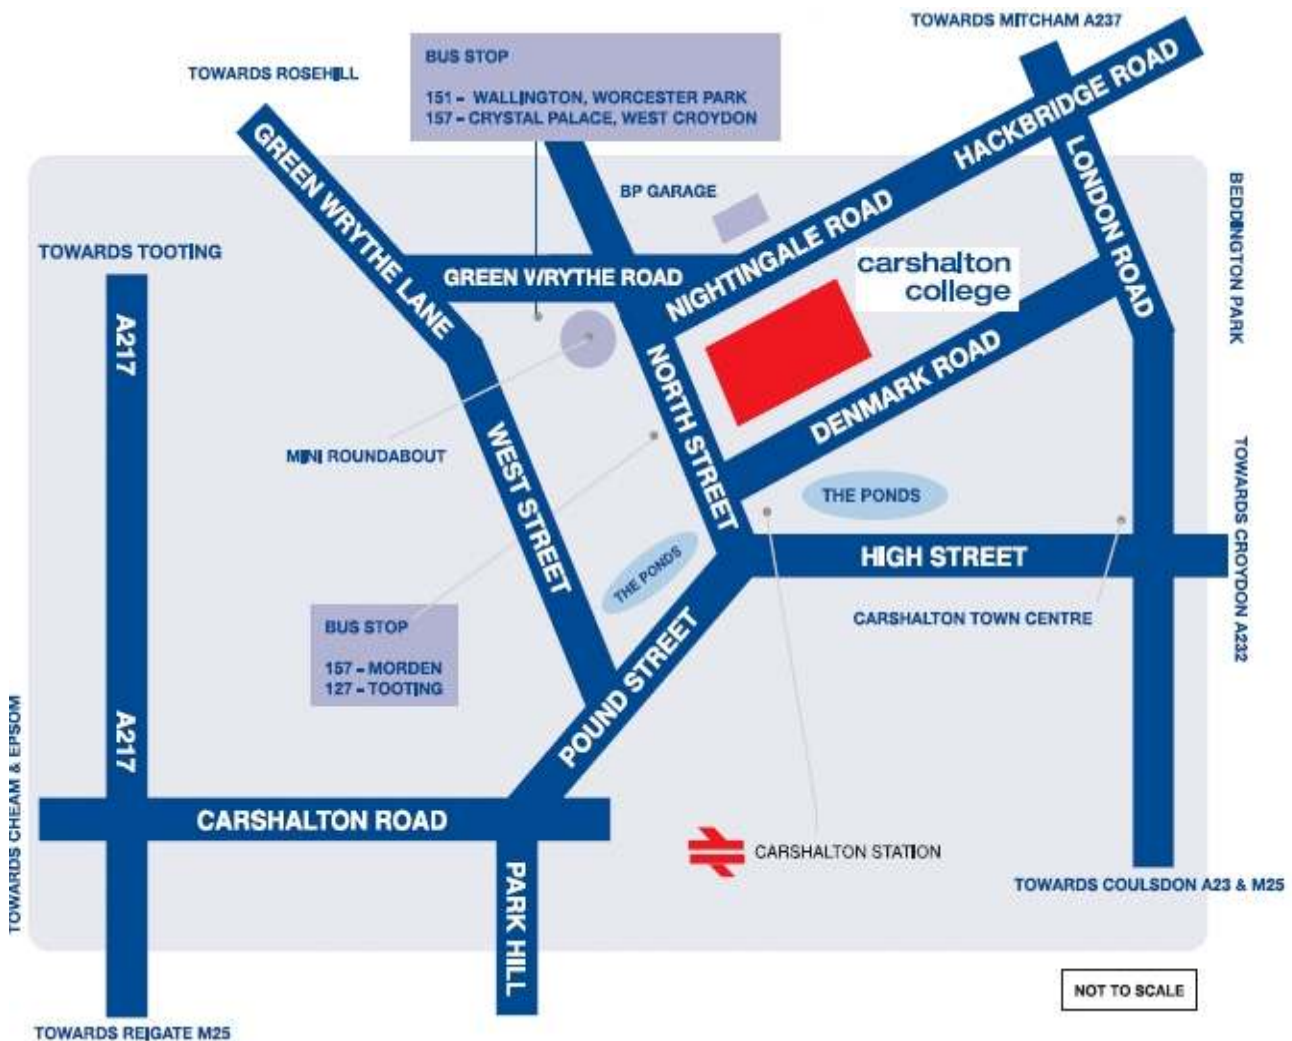 TOWARDS MITCHAM A237
BUS STOP
151 - WALLINGTON, WORCESTER PARK
157 - CRYSTAL PALACE, WEST CROYDON
TOWARDS ROSEHILL
HACKBRIDGE ROAD
GREEN WRYTHE LANE
LONDON ROAD
BP GARAGE
BEDDINGTON PARK
NIGHTINGALE ROAD
TOWARDS TOOTING
GREEN WRYTHE ROAD
carshalton
college
A217
NORTH STREET
DENMARK ROAD
MINI ROUNDABOUT
WEST STREET
THE PONDS
TOWARDS CROYDON A232
HIGH STREET
THE PONDS
CARSHALTON TOWN CENTRE
BUS STOP
157 - MORDEN
127 - TOOTING
POUND STREET
A217
TOWARDS CHEAM & EPSOM
CARSHALTON ROAD
CARSHALTON STATION
PARK HILL
TOWARDS COULSDON A23 & M25
NOT TO SCALE
TOWARDS REIGATE M25